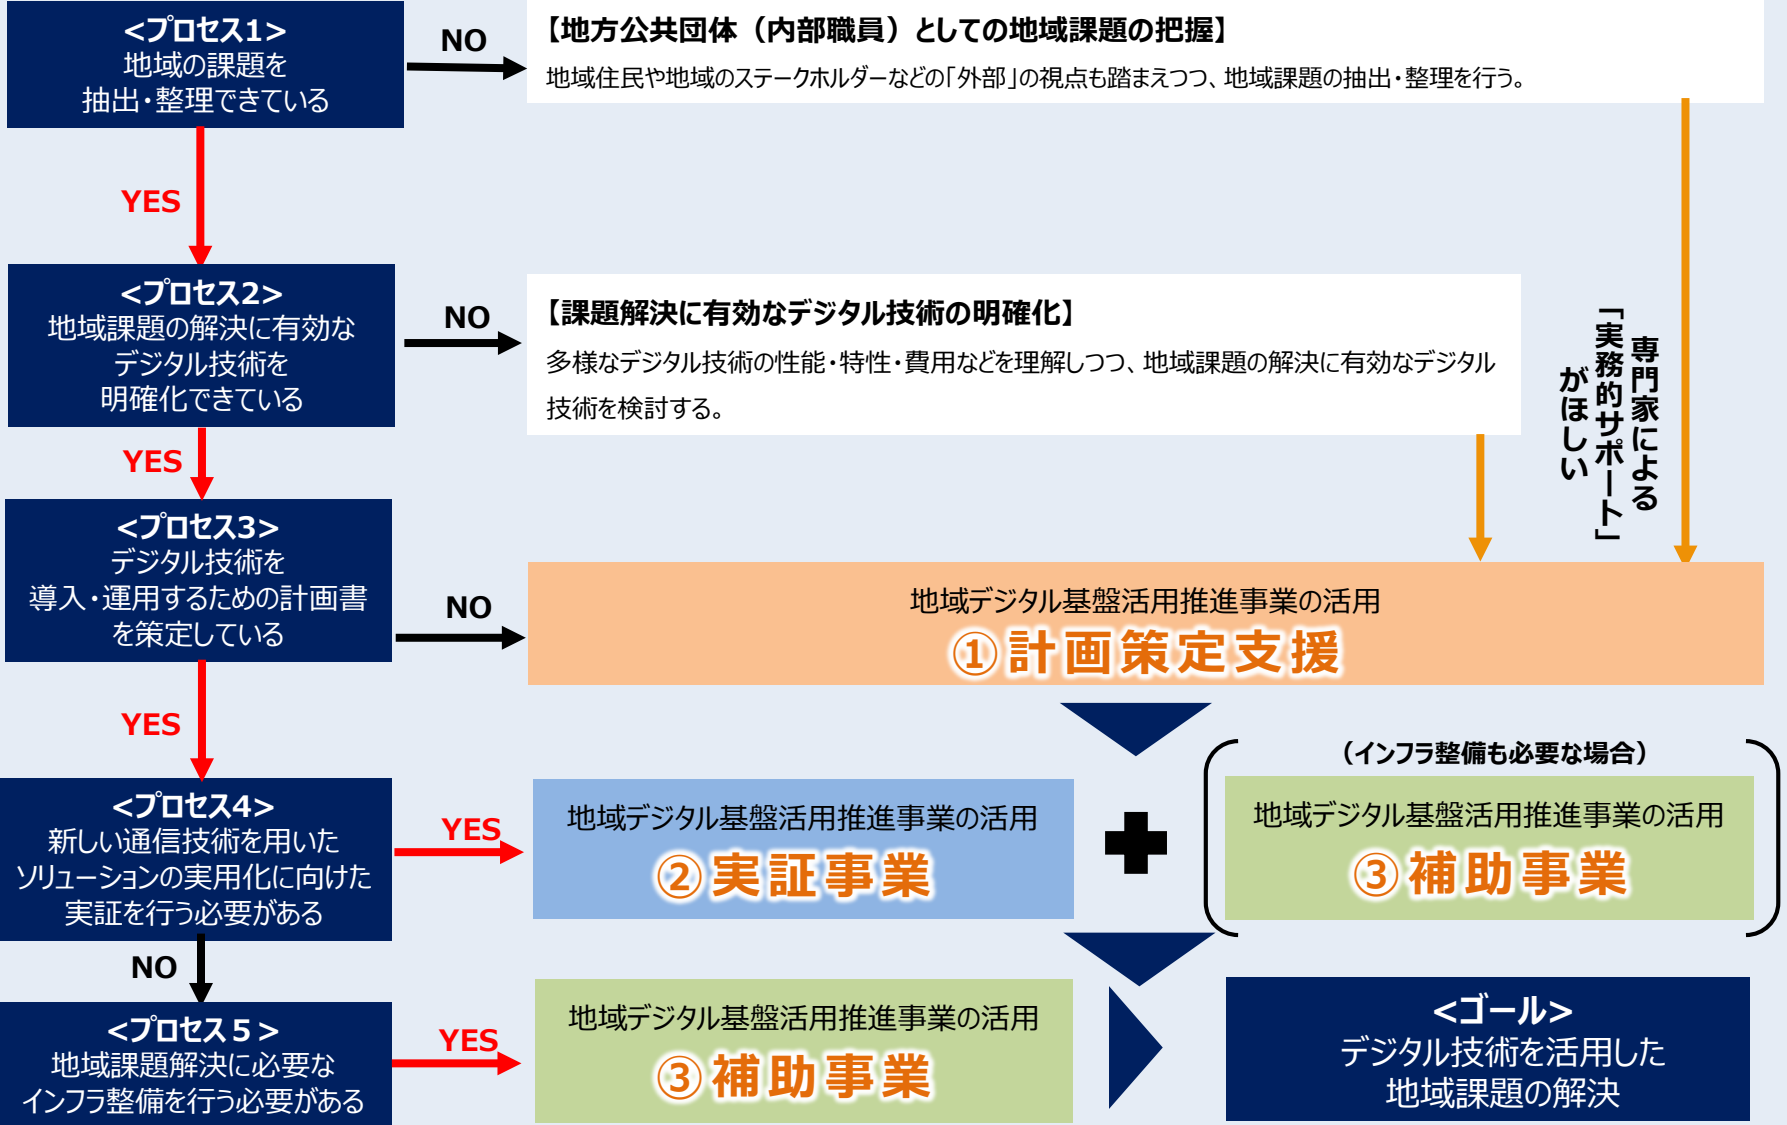 <プロセス1>
地域の課題を
抽出・整理できている
NO
【地方公共団体（内部職員）としての地域課題の把握】
地域住民や地域のステークホルダーなどの「外部」の視点も踏まえつつ、地域課題の抽出・整理を行う。
YES
<プロセス2>
地域課題の解決に有効な
デジタル技術を
明確化できている
NO
【課題解決に有効なデジタル技術の明確化】
多様なデジタル技術の性能・特性・費用などを理解しつつ、地域課題の解決に有効なデジタル
技術を検討する。
専門家による
「実務的サポート」
がほしい
YES
<プロセス3>
デジタル技術を
導入・運用するための計画書
を策定している
NO
地域デジタル基盤活用推進事業の活用
①計画策定支援
YES
<プロセス4>
新しい通信技術を用いた
ソリューションの実用化に向けた
実証を行う必要がある
YES
地域デジタル基盤活用推進事業の活用
②実証事業
（インフラ整備も必要な場合）
地域デジタル基盤活用推進事業の活用
③補助事業
NO
<プロセス５>
地域課題解決に必要な
インフラ整備を行う必要がある
YES
地域デジタル基盤活用推進事業の活用
③補助事業
<ゴール>
デジタル技術を活用した
地域課題の解決